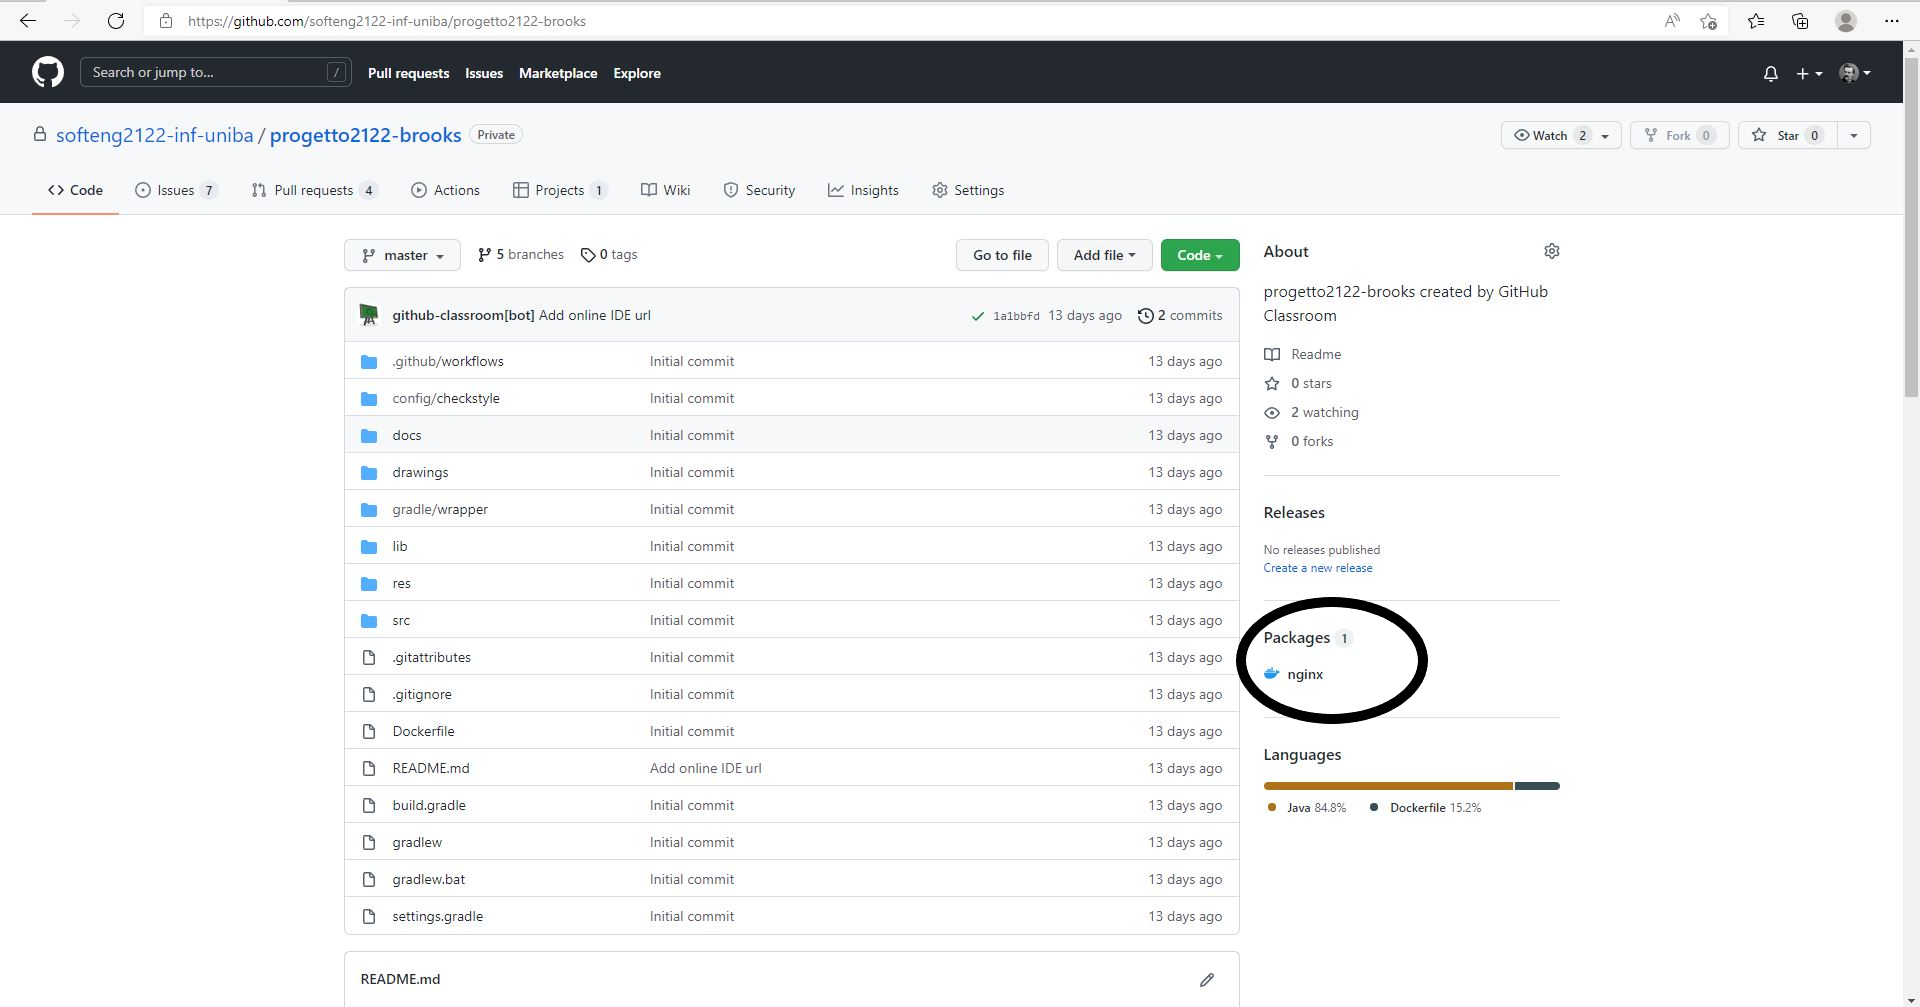 https://github.com/softeng2122-inf-uniba/progetto2122-brooks
Search or jump to... / Pull requests Issues Marketplace Explore
softeng2122-inf-uniba / progetto2122-brooks Private
Watch 2 Fork 0 Star 0
Code Issues 7 Pull requests 4 Actions Projects 1 Wiki Security Insights Settings
master 5 branches 0 tags Go to file Add file Code
github-classroom[bot] Add online IDE url 1a1bbfd 13 days ago 2 commits
.github/workflows Initial commit 13 days ago
config/checkstyle Initial commit 13 days ago
docs Initial commit 13 days ago
drawings Initial commit 13 days ago
gradle/wrapper Initial commit 13 days ago
lib Initial commit 13 days ago
res Initial commit 13 days ago
src Initial commit 13 days ago
.gitattributes Initial commit 13 days ago
.gitignore Initial commit 13 days ago
Dockerfile Initial commit 13 days ago
README.md Add online IDE url 13 days ago
build.gradle Initial commit 13 days ago
gradlew Initial commit 13 days ago
gradlew.bat Initial commit 13 days ago
settings.gradle Initial commit 13 days ago
README.md
About
progetto2122-brooks created by GitHub
Classroom
Readme
0 stars
2 watching
0 forks
Releases
No releases published
Create a new release
Packages 1
nginx
Languages
Java 84.8% Dockerfile 15.2%